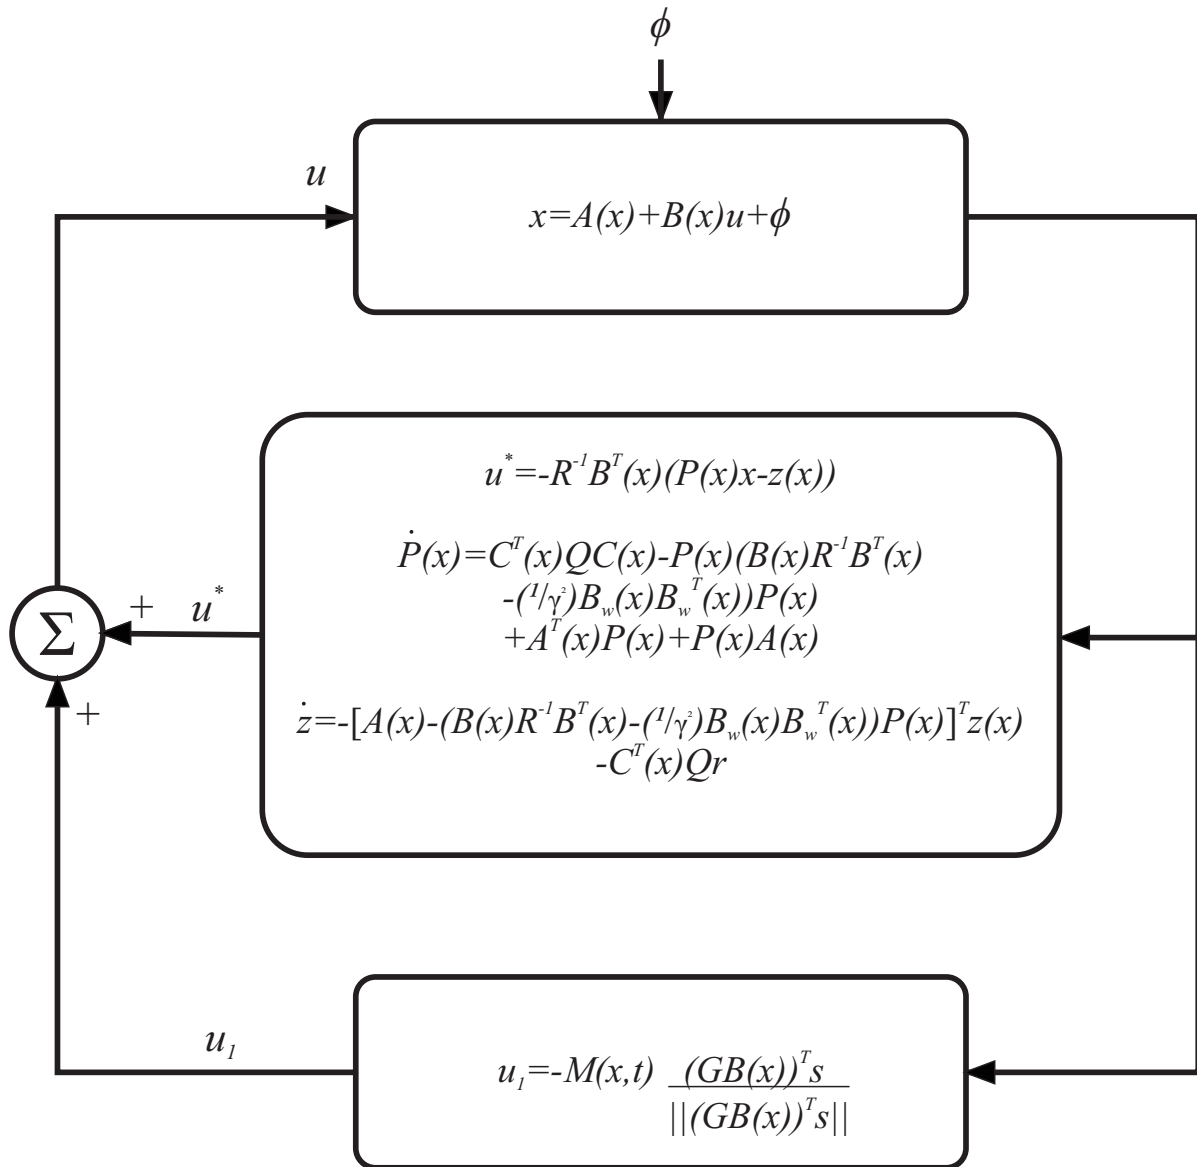 ϕ
u
x=A(x)+B(x)u+ϕ
u*=-R⁻¹Bᵀ(x)(P(x)x-z(x))
Ṗ(x)=Cᵀ(x)QC(x)-P(x)(B(x)R⁻¹Bᵀ(x)
-(¹/γ²)B_w(x)B_wᵀ(x))P(x)
+Aᵀ(x)P(x)+P(x)A(x)
ż=-[A(x)-(B(x)R⁻¹Bᵀ(x)-(¹/γ²)B_w(x)B_wᵀ(x))P(x)]ᵀz(x)
-Cᵀ(x)Qr
+ u*
Σ
+
u₁
u₁=-M(x,t) (GB(x))ᵀs
||(GB(x))ᵀs||